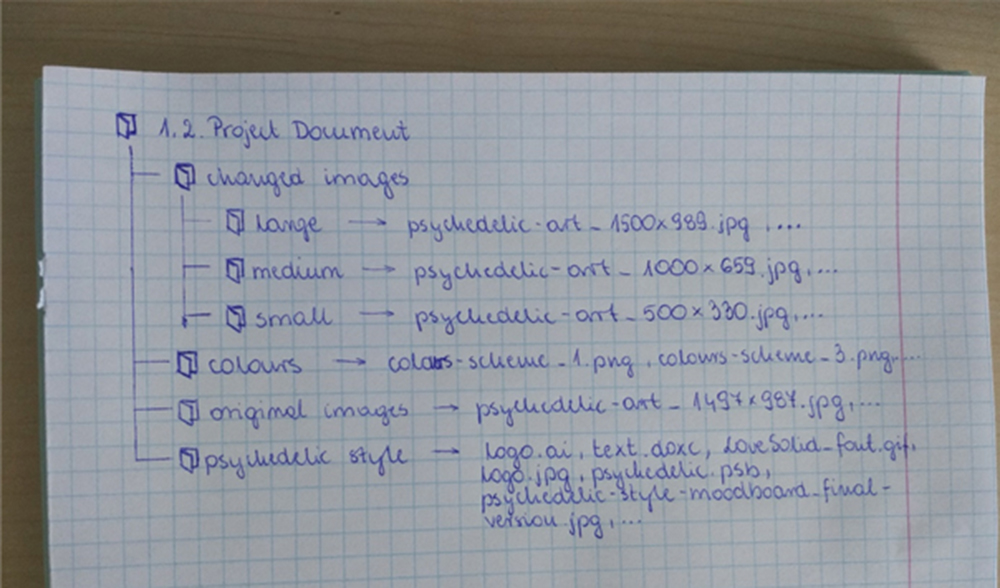 1.2. Project Document
changed images
large → psychedelic-art_1500x989.jpg, ....
medium → psychedelic-art_1000x659.jpg, ...
small → psychedelic-art_500x330.jpg, ...
colours → colours-scheme_1.png, colours-scheme_3.png, ...
original images → psychedelic-art_1497x987.jpg, ...
psychedelic style → logo.ai, text.doxc, LoveSolid_font.gif,
logo.jpg, psychedelic.psb,
psychedelic-style-moodboard_final-
version.jpg, ...